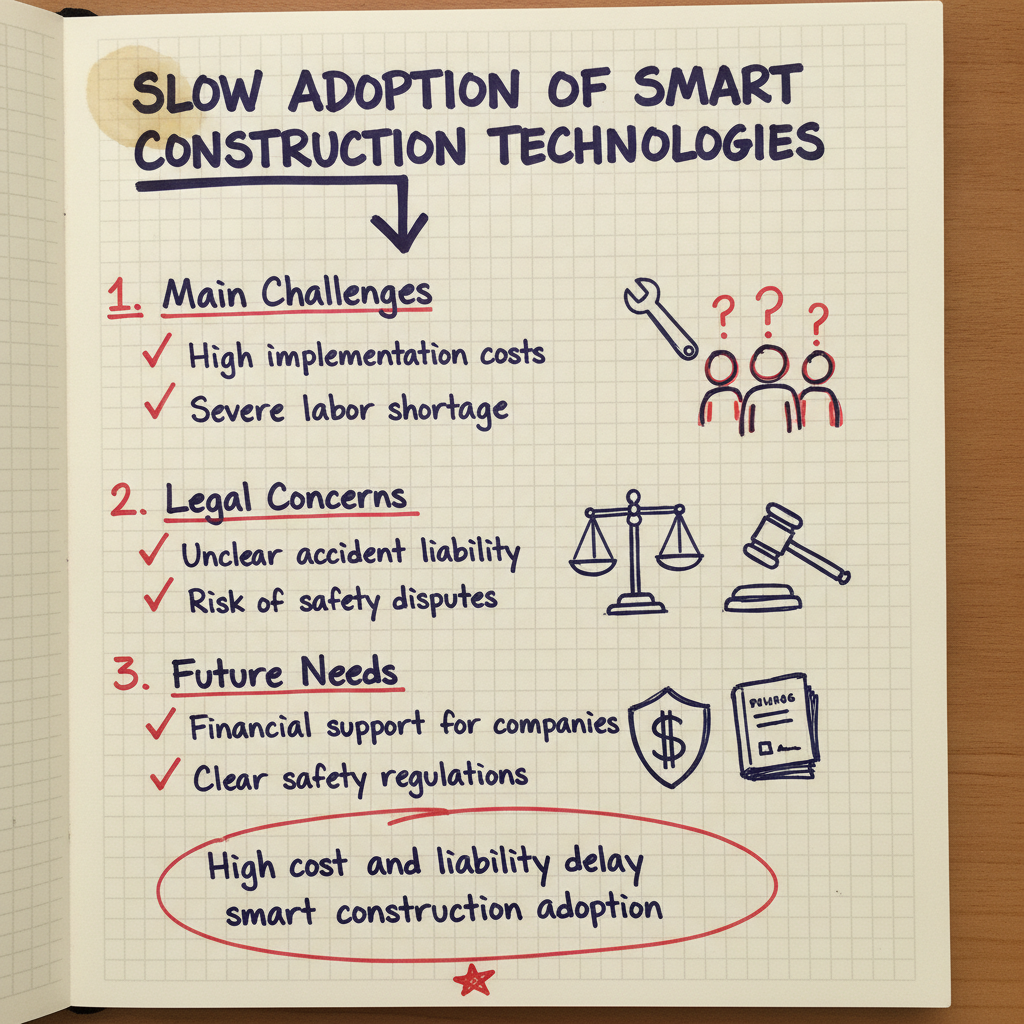 SLOW ADOPTION OF SMART
CONSTRUCTION TECHNOLOGIES
1. Main Challenges
✓ High implementation costs
✓ Severe labor shortage
? ? ?
2. Legal Concerns
✓ Unclear accident liability
✓ Risk of safety disputes
3. Future Needs
✓ Financial support for companies
✓ Clear safety regulations
$
High cost and liability delay
smart construction adoption